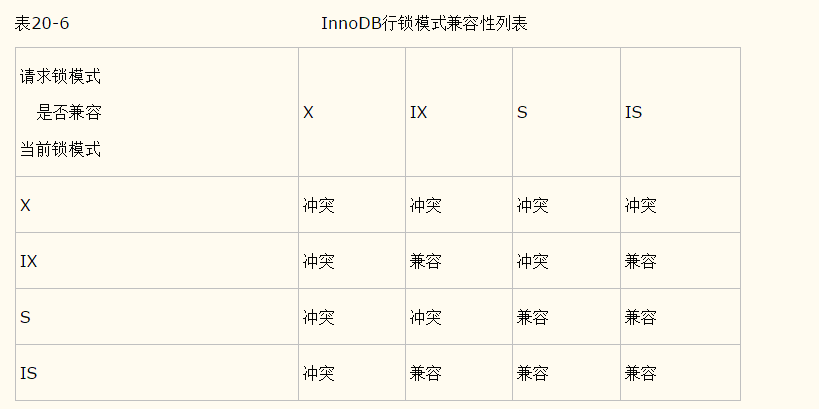 表20-6 InnoDB行锁模式兼容性列表
请求锁模式
是否兼容
当前锁模式
X IX S IS
X 冲突 冲突 冲突 冲突
IX 冲突 兼容 冲突 兼容
S 冲突 冲突 兼容 兼容
IS 冲突 兼容 兼容 兼容